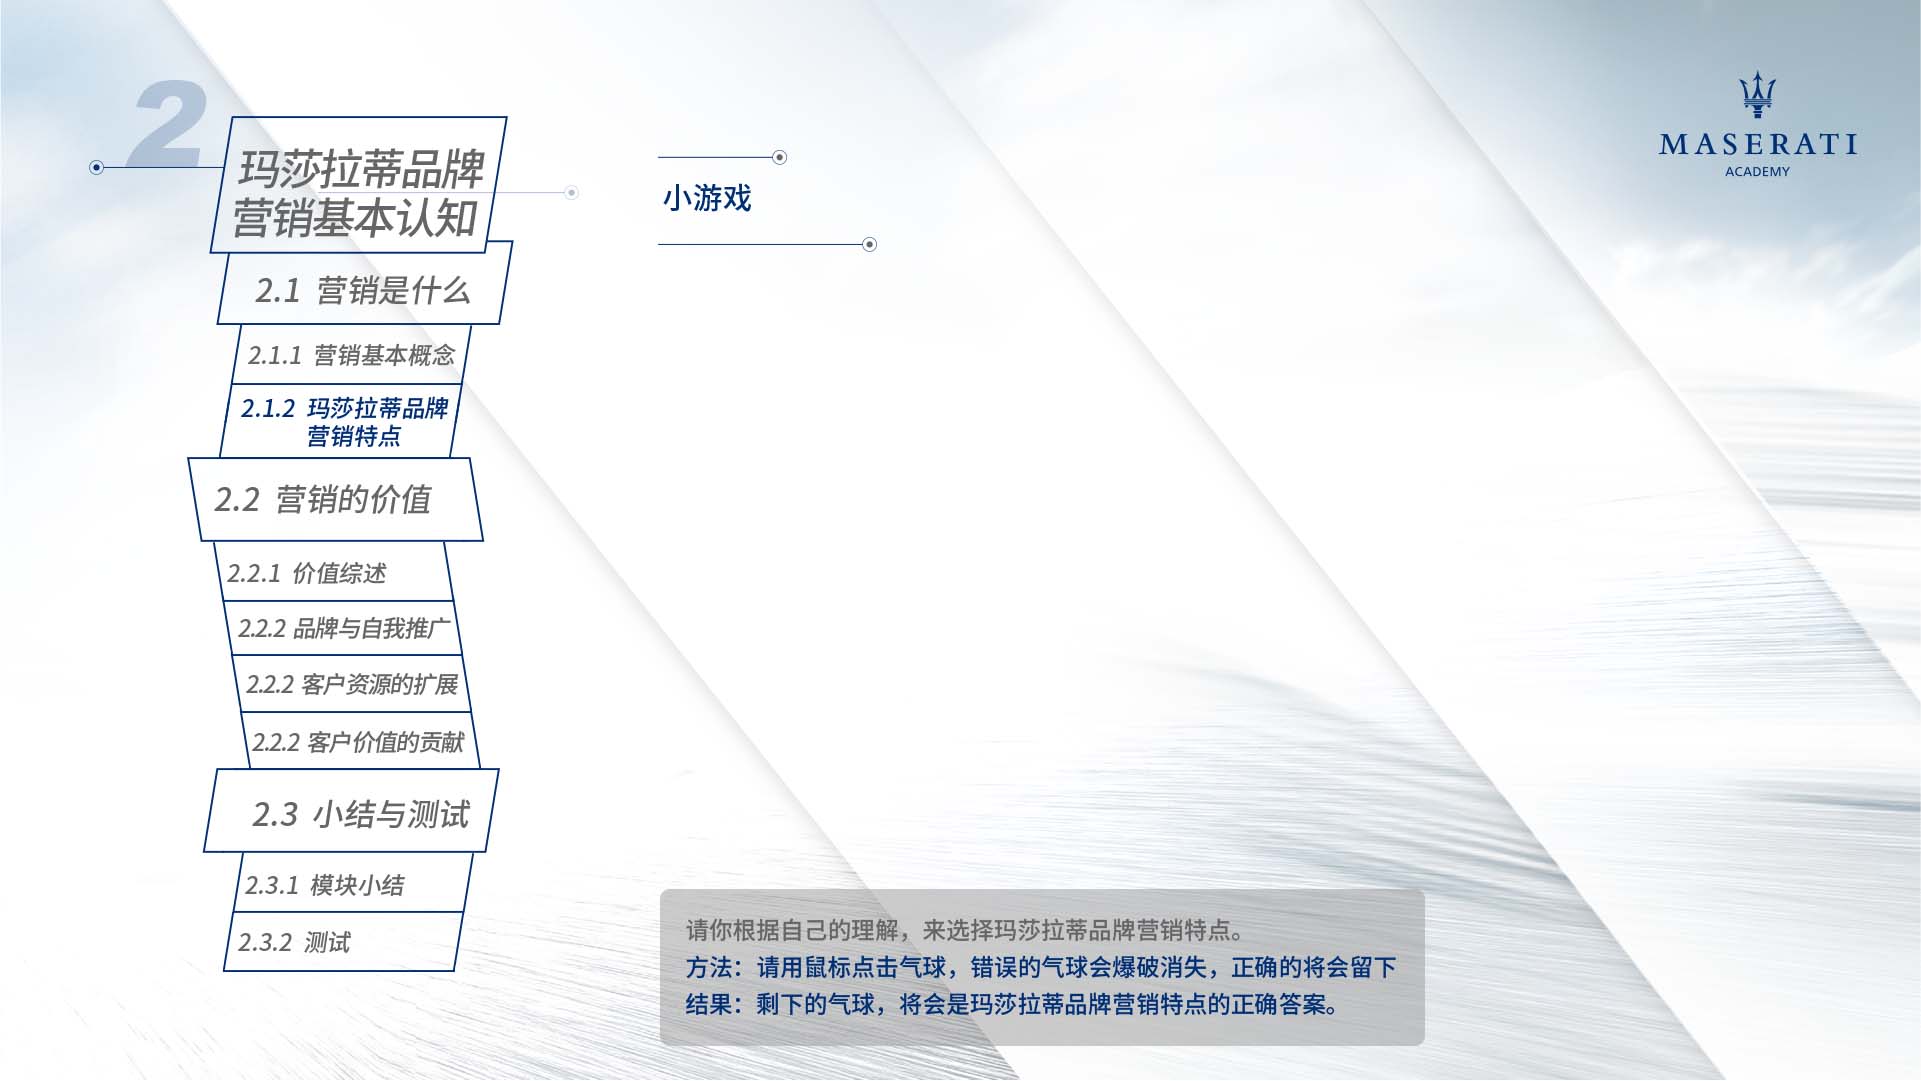 2
玛莎拉蒂品牌
营销基本认知
2.1 营销是什么
2.1.1 营销基本概念
2.1.2 玛莎拉蒂品牌
营销特点
2.2 营销的价值
2.2.1 价值综述
2.2.2 品牌与自我推广
2.2.2 客户资源的扩展
2.2.2 客户价值的贡献
2.3 小结与测试
2.3.1 模块小结
2.3.2 测试
小游戏
MASERATI
ACADEMY
请你根据自己的理解，来选择玛莎拉蒂品牌营销特点。
方法：请用鼠标点击气球，错误的气球会爆破消失，正确的将会留下
结果：剩下的气球，将会是玛莎拉蒂品牌营销特点的正确答案。